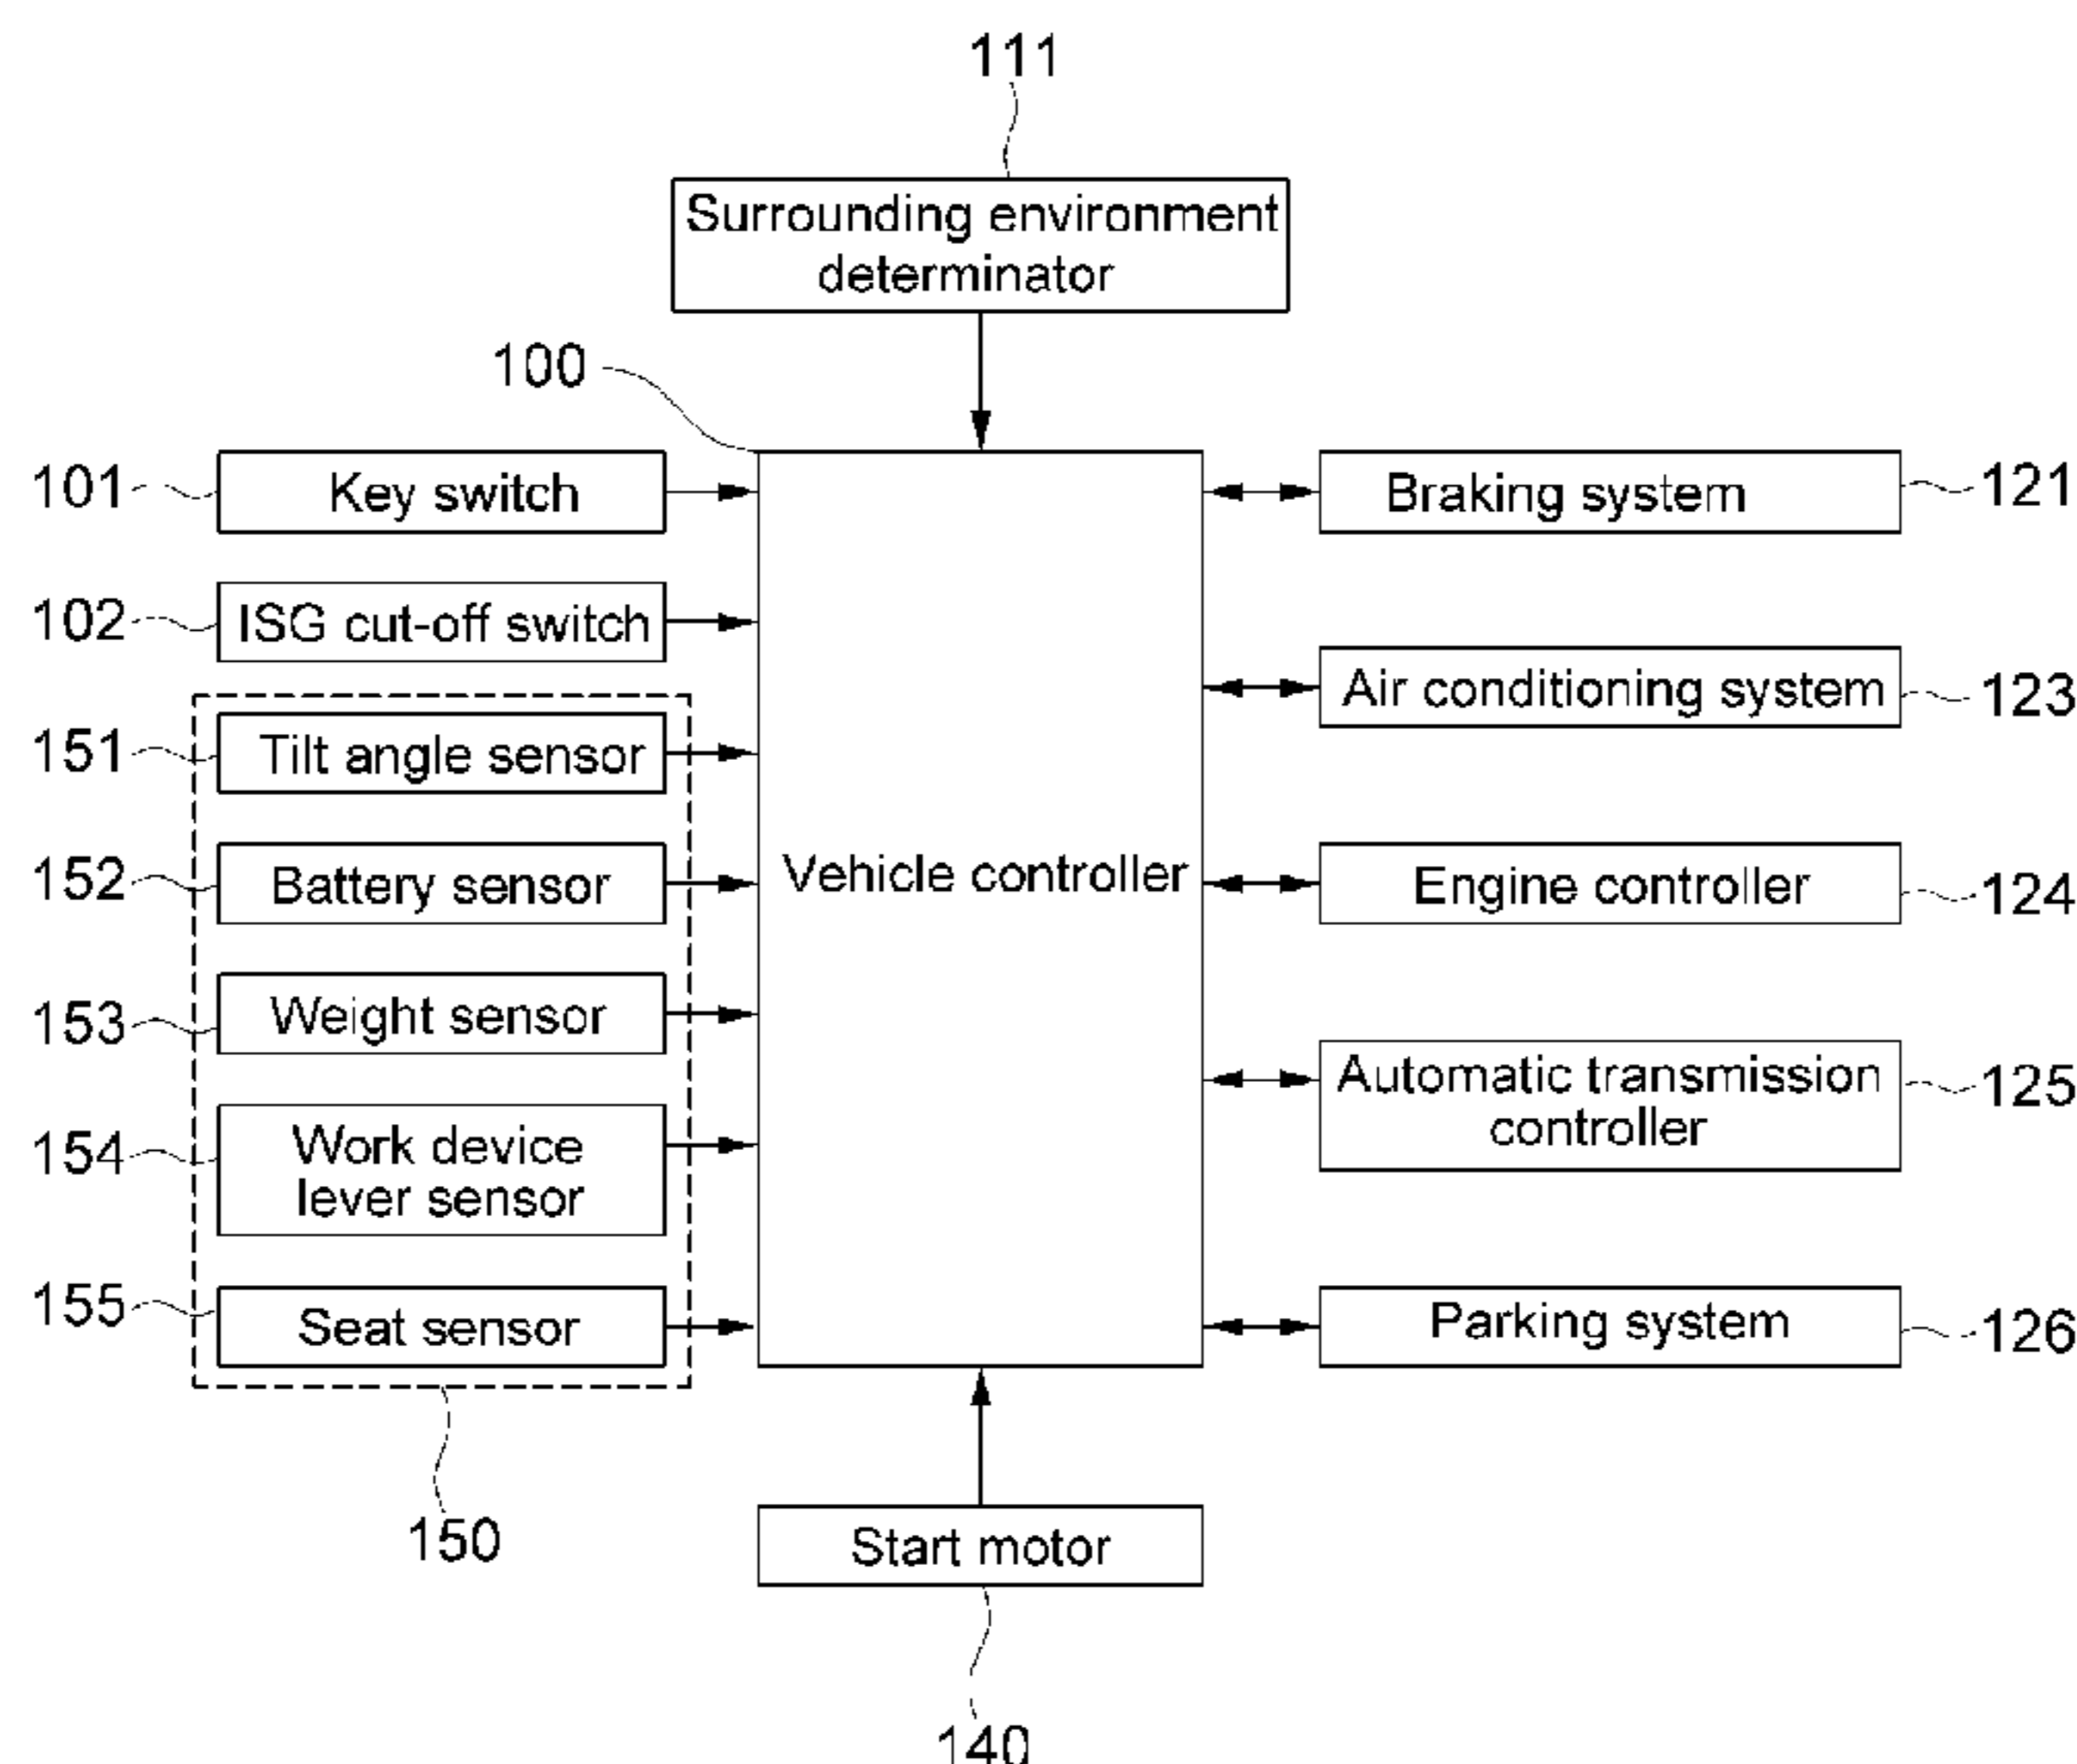 111
Surrounding environment
determinator
100
101
Key switch
Braking system
121
102
ISG cut-off switch
Air conditioning system
123
151
Tilt angle sensor
152
Battery sensor
Vehicle controller
Engine controller
124
153
Weight sensor
154
Work device
lever sensor
Automatic transmission
controller
125
155
Seat sensor
Parking system
126
150
Start motor
140